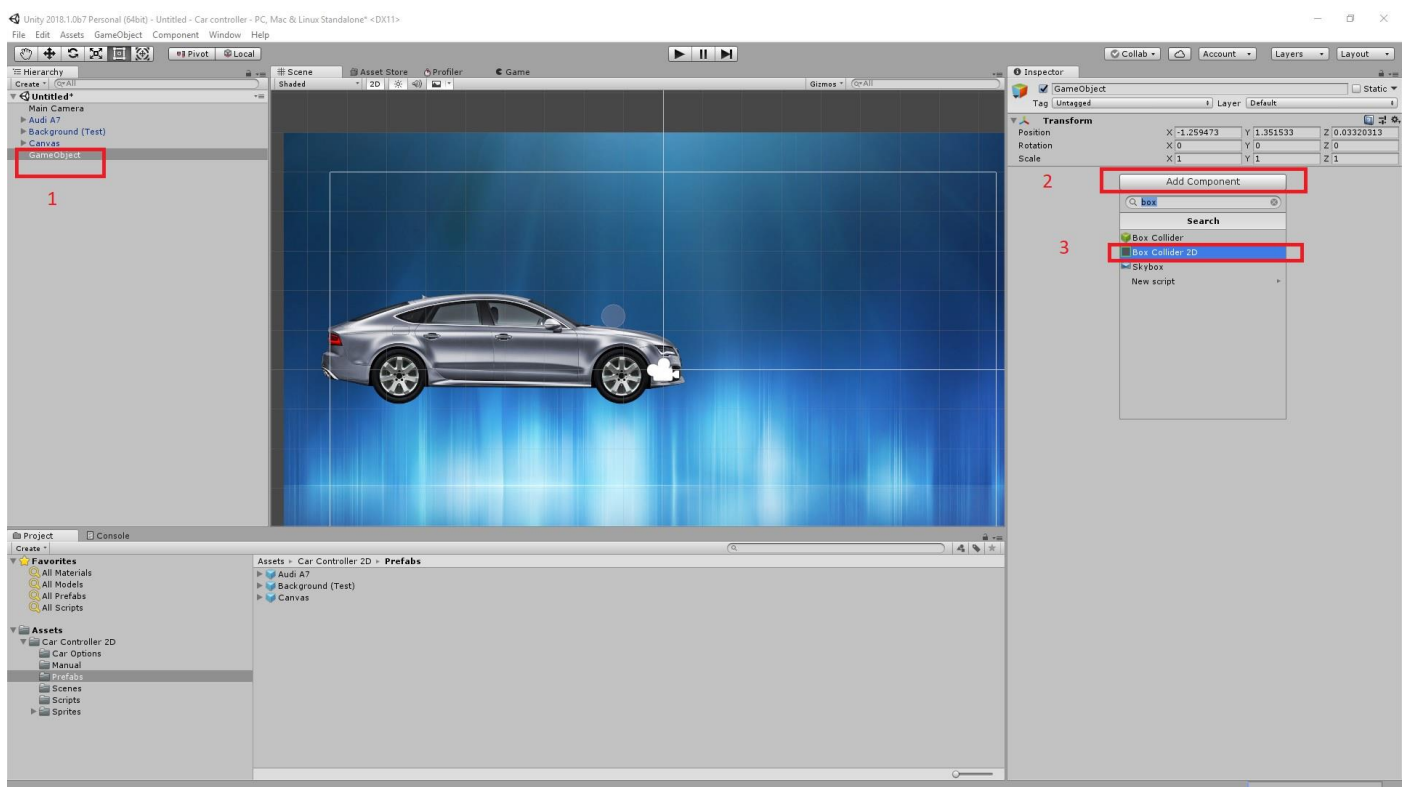 Unity 2018.1.0b7 Personal (64bit) - Untitled - Car controller - PC, Mac & Linux Standalone* <DX11>
File Edit Assets GameObject Component Window Help
Pivot Local Collab Account Layers Layout
Hierarchy
Create All
Untitled*
Main Camera
Audi A7
Background (Test)
Canvas
GameObject
1
Scene Asset Store Profiler Game
Shaded 2D Gizmos All
Inspector
GameObject Static
Tag Untagged Layer Default
Transform
Position X -1.259473 Y 1.351533 Z 0.03320313
Rotation X 0 Y 0 Z 0
Scale X 1 Y 1 Z 1
2
Add Component
box
Search
Box Collider
3
Box Collider 2D
Skybox
New script
Project Console
Create
Favorites
All Materials
All Models
All Prefabs
All Scripts
Assets
Car Controller 2D
Car Options
Manual
Prefabs
Scenes
Scripts
Sprites
Assets Car Controller 2D Prefabs
Audi A7
Background (Test)
Canvas